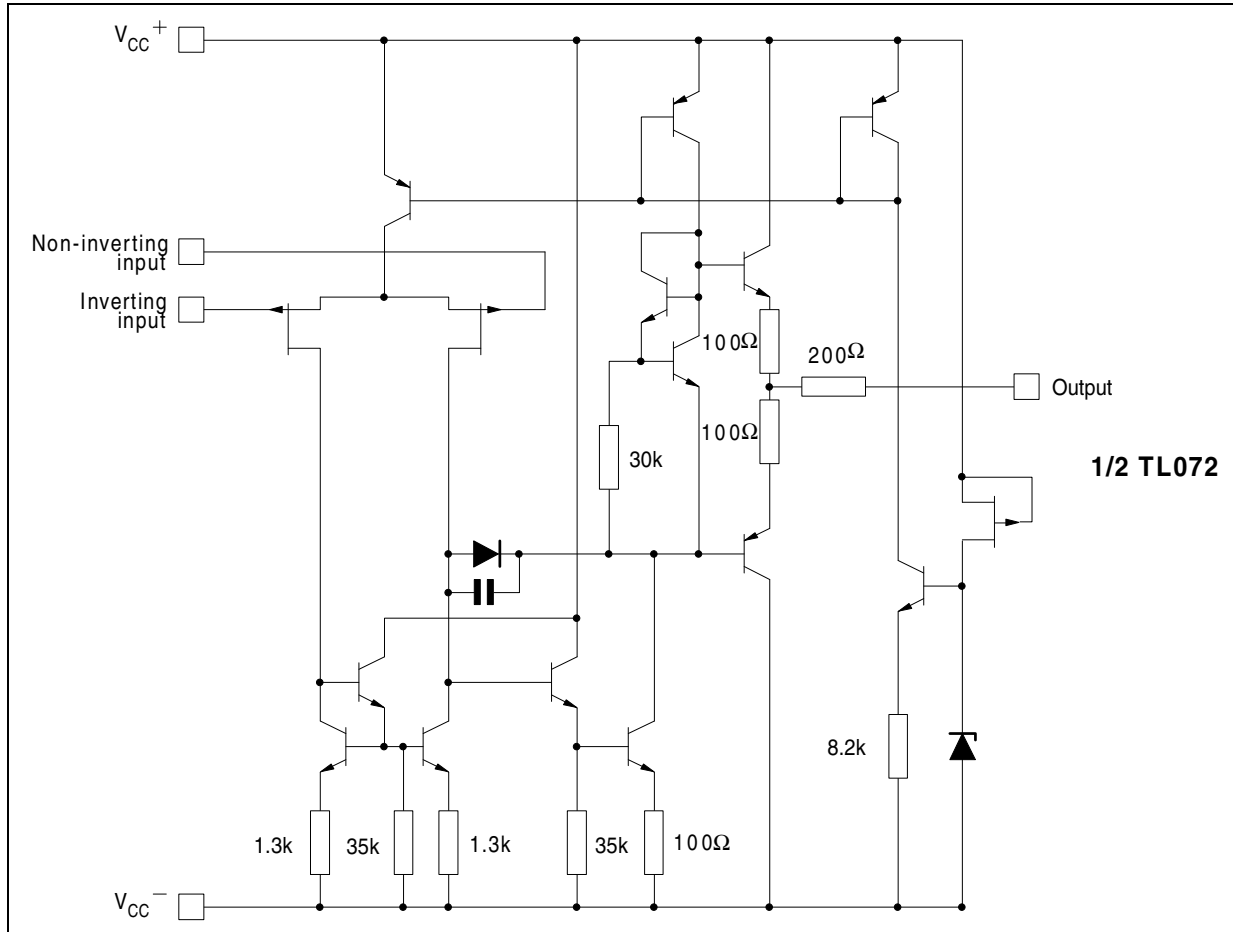 VCC+
Non-inverting
input
Inverting
input
100Ω
200Ω
Output
100Ω
30k
1/2 TL072
8.2k
1.3k
35k
1.3k
35k
100Ω
VCC−